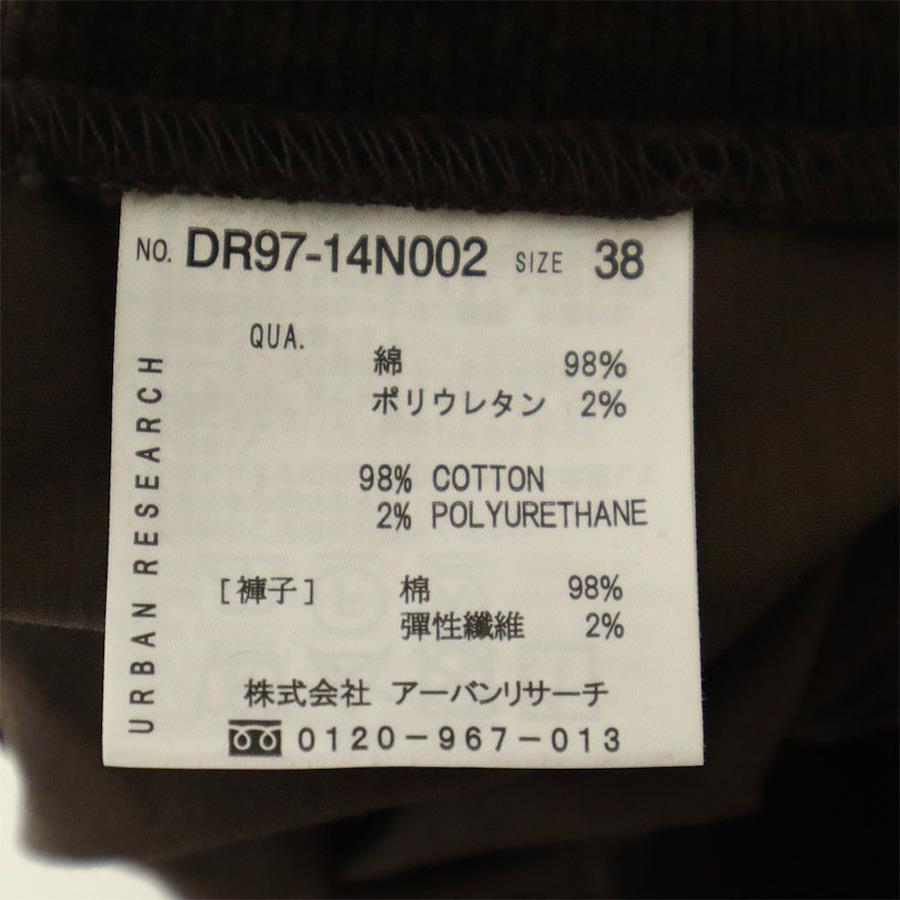 NO. DR97-14N002 SIZE 38
QUA.
綿 98%
ポリウレタン 2%
98% COTTON
2% POLYURETHANE
[褲子] 棉 98%
彈性纖維 2%
株式会社 アーバンリサーチ
0120-967-013
URBAN RESEARCH